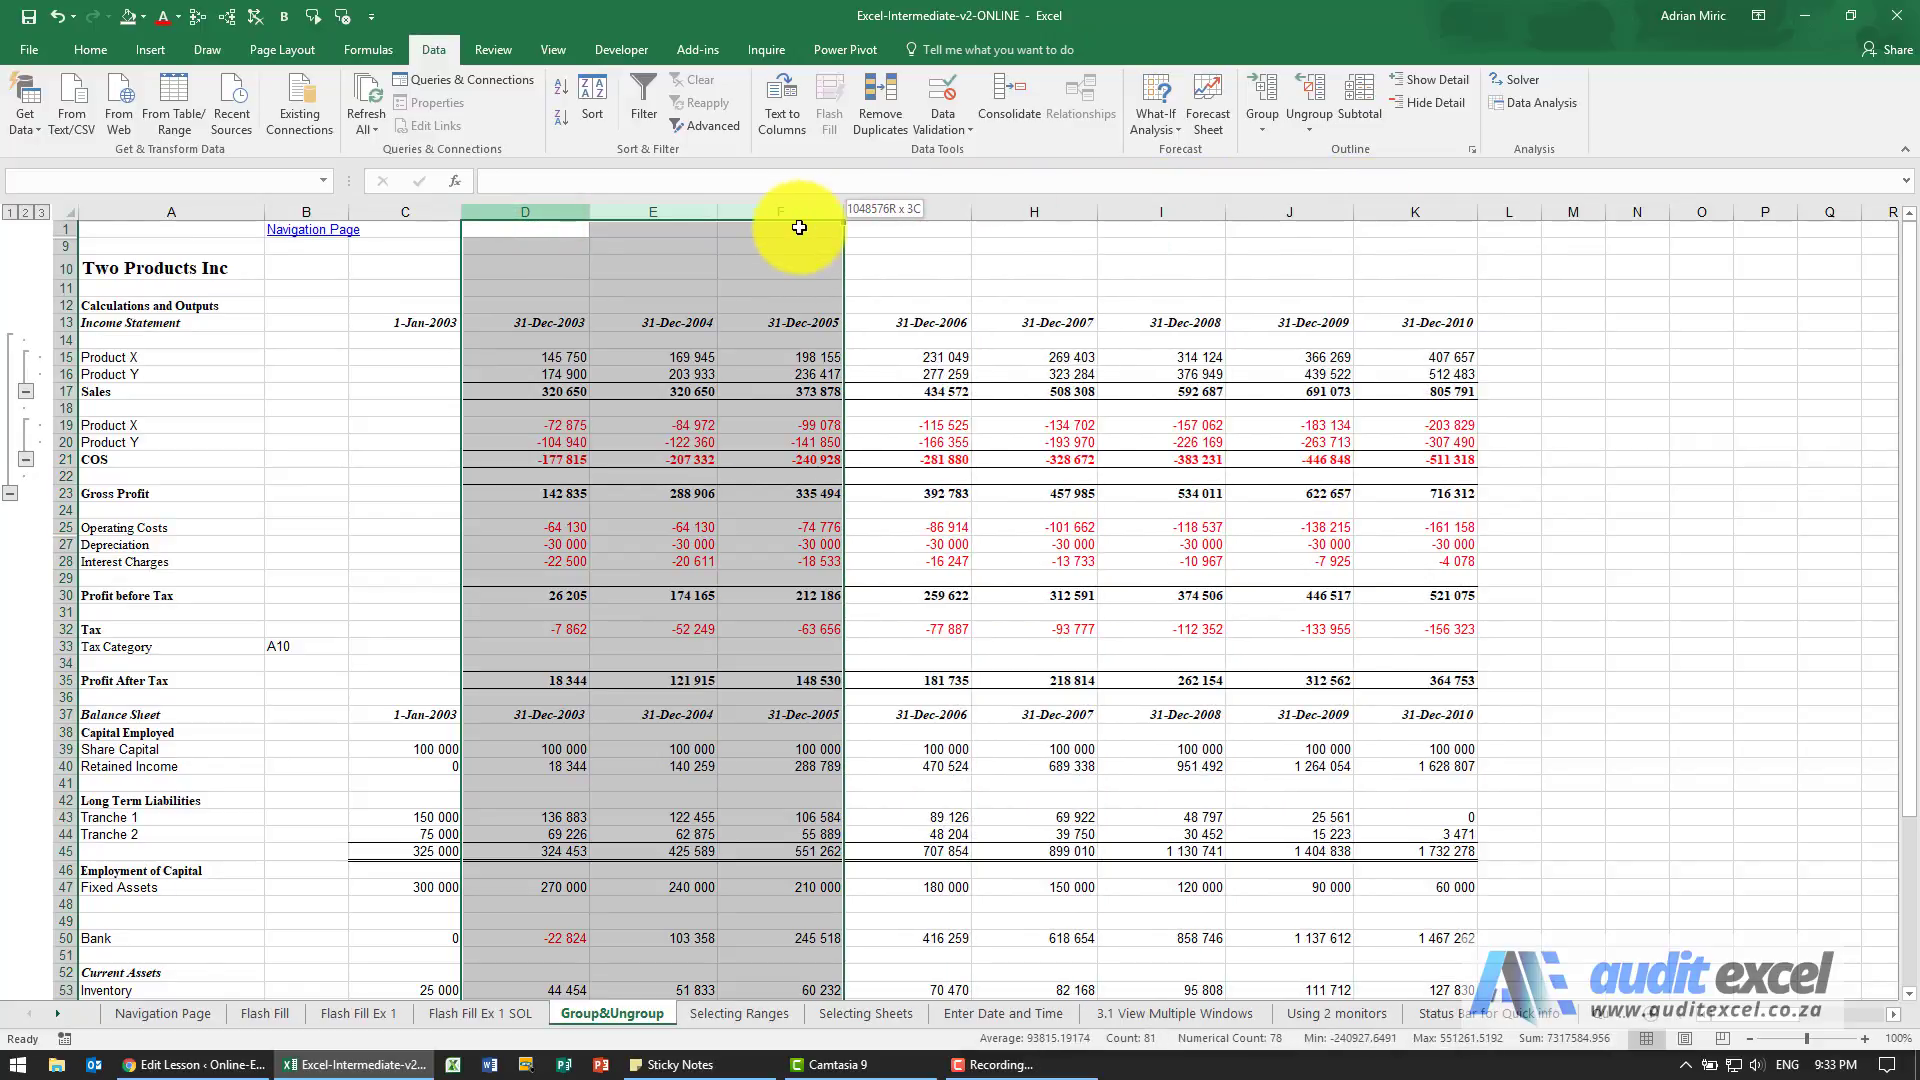 Excel-Intermediate-v2-ONLINE - Excel
Adrian Miric
File Home Insert Draw Page Layout Formulas Data Review View Developer Add-ins Inquire Power Pivot Tell me what you want to do Share
Get Data From Text/CSV From Web From Table/ Range Recent Sources Existing Connections
Get & Transform Data
Refresh All Queries & Connections Properties Edit Links
Queries & Connections
Sort Filter Clear Reapply Advanced
Sort & Filter
Text to Columns Flash Fill Remove Duplicates Data Validation Consolidate Relationships
Data Tools
What-If Analysis Forecast Sheet
Forecast
Group Ungroup Subtotal Show Detail Hide Detail
Outline
Solver Data Analysis
Analysis
fx
1 2 3
A B C D E F 1048576R x 3C H I J K L M N O P Q R
1 Navigation Page
9
10 Two Products Inc
11
12 Calculations and Outputs
13 Income Statement 1-Jan-2003 31-Dec-2003 31-Dec-2004 31-Dec-2005 31-Dec-2006 31-Dec-2007 31-Dec-2008 31-Dec-2009 31-Dec-2010
14
15 Product X 145 750 169 945 198 155 231 049 269 403 314 124 366 269 407 657
16 Product Y 174 900 203 933 236 417 277 259 323 284 376 949 439 522 512 483
17 Sales 320 650 320 650 373 878 434 572 508 308 592 687 691 073 805 791
18
19 Product X -72 875 -84 972 -99 078 -115 525 -134 702 -157 062 -183 134 -203 829
20 Product Y -104 940 -122 360 -141 850 -166 355 -193 970 -226 169 -263 713 -307 490
21 COS -177 815 -207 332 -240 928 -281 880 -328 672 -383 231 -446 848 -511 318
22
23 Gross Profit 142 835 288 906 335 494 392 783 457 985 534 011 622 657 716 312
24
25 Operating Costs -64 130 -64 130 -74 776 -86 914 -101 662 -118 537 -138 215 -161 158
27 Depreciation -30 000 -30 000 -30 000 -30 000 -30 000 -30 000 -30 000 -30 000
28 Interest Charges -22 500 -20 611 -18 533 -16 247 -13 733 -10 967 -7 925 -4 078
29
30 Profit before Tax 26 205 174 165 212 186 259 622 312 591 374 506 446 517 521 075
31
32 Tax -7 862 -52 249 -63 656 -77 887 -93 777 -112 352 -133 955 -156 323
33 Tax Category A10
34
35 Profit After Tax 18 344 121 915 148 530 181 735 218 814 262 154 312 562 364 753
36
37 Balance Sheet 1-Jan-2003 31-Dec-2003 31-Dec-2004 31-Dec-2005 31-Dec-2006 31-Dec-2007 31-Dec-2008 31-Dec-2009 31-Dec-2010
38 Capital Employed
39 Share Capital 100 000 100 000 100 000 100 000 100 000 100 000 100 000 100 000 100 000
40 Retained Income 0 18 344 140 259 288 789 470 524 689 338 951 492 1 264 054 1 628 807
41
42 Long Term Liabilities
43 Tranche 1 150 000 136 883 122 455 106 584 89 126 69 922 48 797 25 561 0
44 Tranche 2 75 000 69 226 62 875 55 889 48 204 39 750 30 452 15 223 3 471
45 325 000 324 453 425 589 551 262 707 854 899 010 1 130 741 1 404 838 1 732 278
46 Employment of Capital
47 Fixed Assets 300 000 270 000 240 000 210 000 180 000 150 000 120 000 90 000 60 000
48
49
50 Bank 0 -22 824 103 358 245 518 416 259 618 654 858 746 1 137 612 1 467 262
51
52 Current Assets
53 Inventory 25 000 44 454 51 833 60 232 70 470 82 168 95 808 111 712 127 830
audit excel
www.auditexcel.co.za
Navigation Page Flash Fill Flash Fill Ex 1 Flash Fill Ex 1 SOL Group&Ungroup Selecting Ranges Selecting Sheets Enter Date and Time 3.1 View Multiple Windows Using 2 monitors Status Bar for Quick info
Ready Average: 93815.19174 Count: 81 Numerical Count: 78 Min: -240927.6491 Max: 551261.5192 Sum: 7317584.956 100%
Edit Lesson ‹ Online-E... Excel-Intermediate-v2... Sticky Notes Camtasia 9 Recording... ENG 9:33 PM